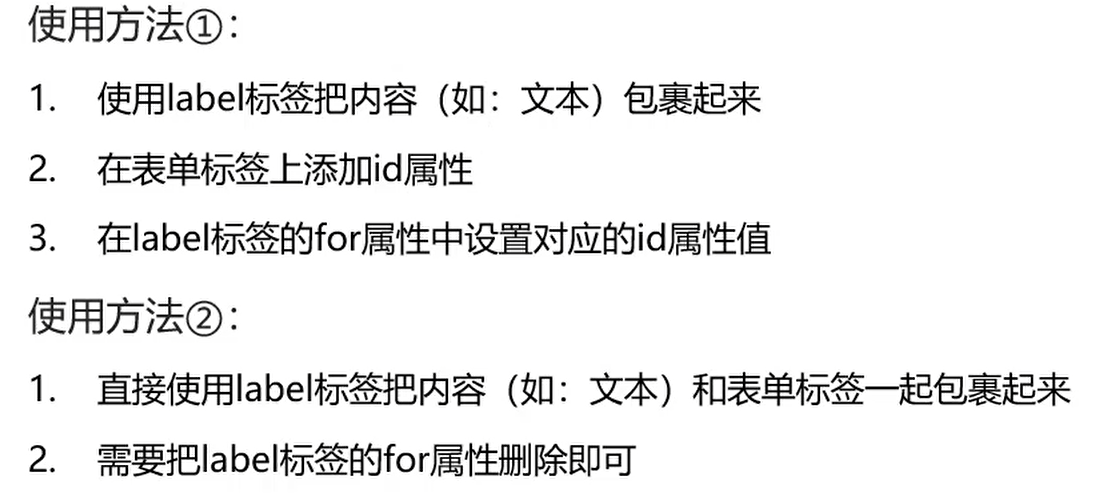 使用方法①：
1. 使用label标签把内容（如：文本）包裹起来
2. 在表单标签上添加id属性
3. 在label标签的for属性中设置对应的id属性值
使用方法②：
1. 直接使用label标签把内容（如：文本）和表单标签一起包裹起来
2. 需要把label标签的for属性删除即可